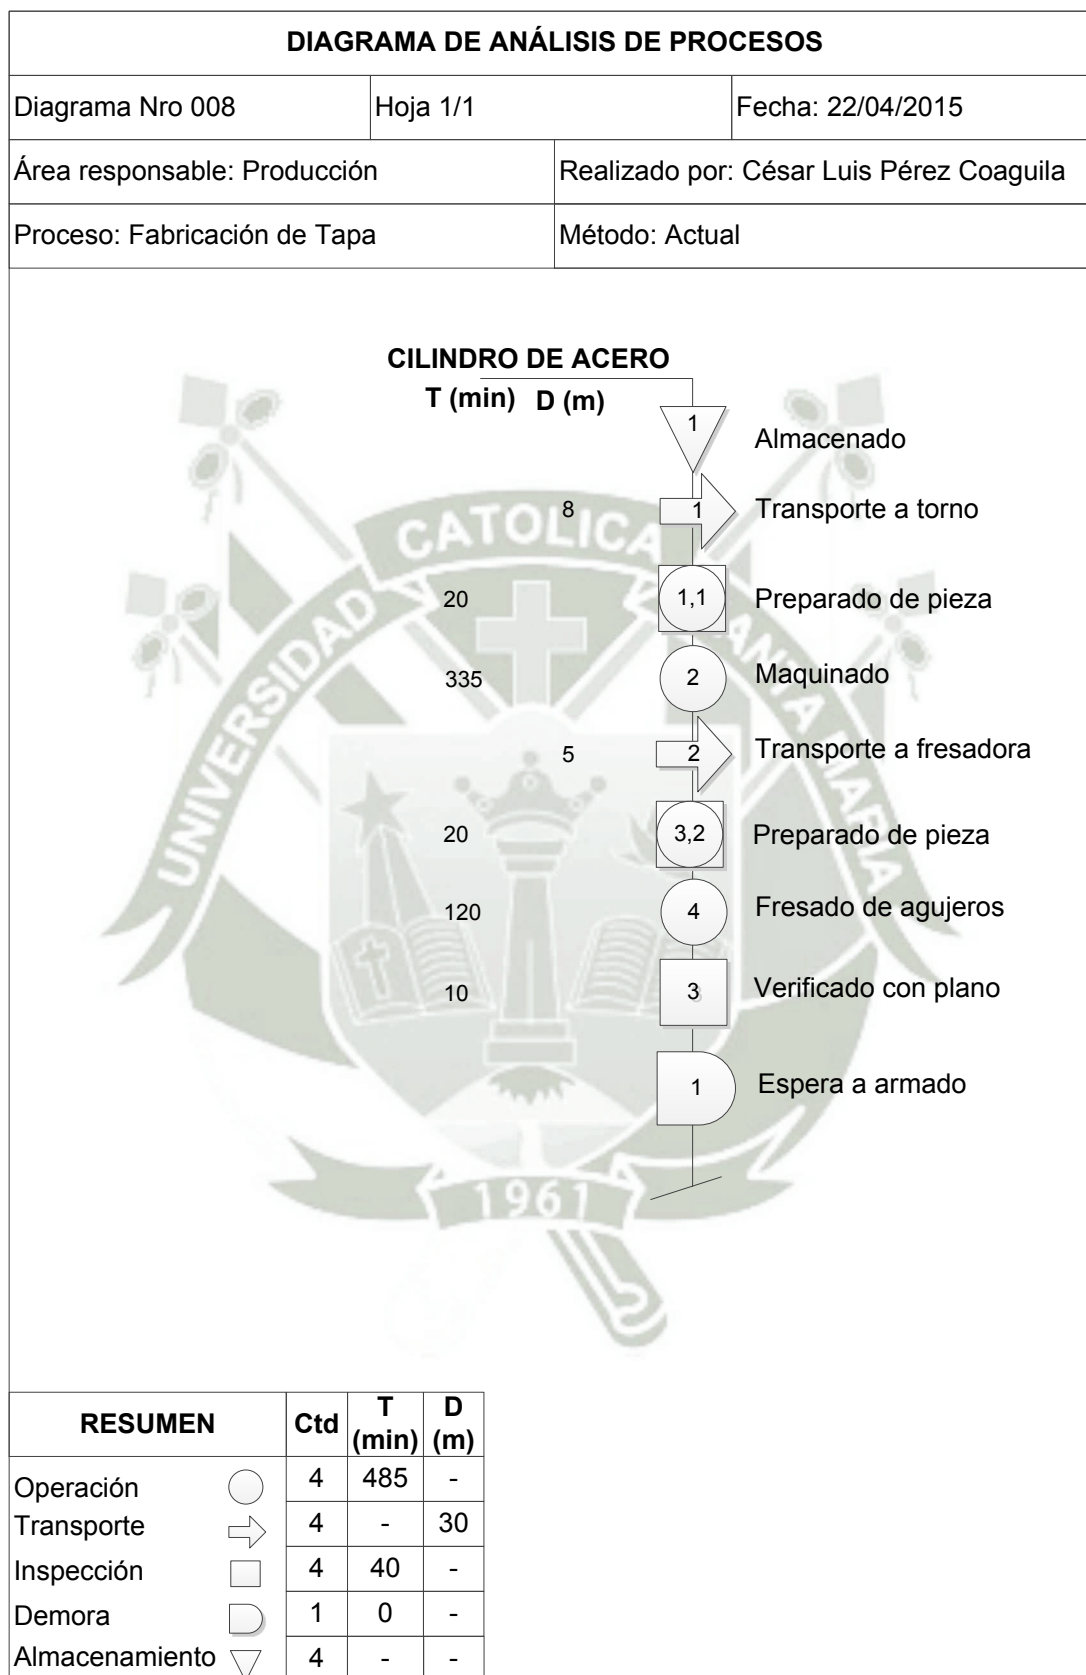 DIAGRAMA DE ANÁLISIS DE PROCESOS
Diagrama Nro 008 Hoja 1/1 Fecha: 22/04/2015
Área responsable: Producción Realizado por: César Luis Pérez Coaguila
Proceso: Fabricación de Tapa Método: Actual
CILINDRO DE ACERO
T (min) D (m)
1 Almacenado
8 1 Transporte a torno
20 1,1 Preparado de pieza
335 2 Maquinado
5 2 Transporte a fresadora
20 3,2 Preparado de pieza
120 4 Fresado de agujeros
10 3 Verificado con plano
1 Espera a armado
UNIVERSIDAD CATOLICA SANTA MARIA
1961
RESUMEN Ctd T (min) D (m)
Operación 4 485 -
Transporte 4 - 30
Inspección 4 40 -
Demora 1 0 -
Almacenamiento 4 - -